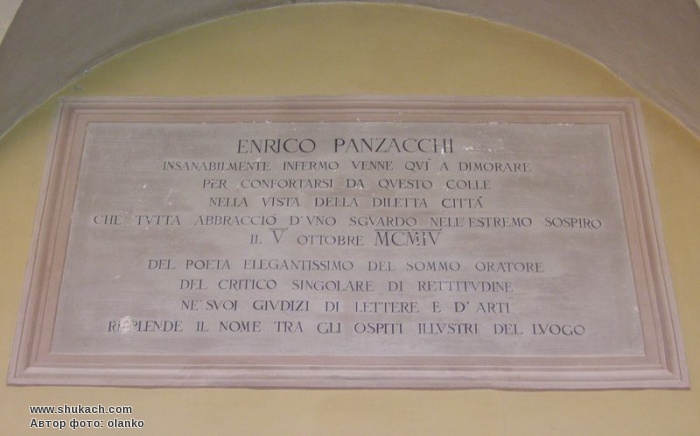 ENRICO PANZACCHI
INSANABILMENTE INFERMO VENNE QVI A DIMORARE
PER CONFORTARSI DA QVESTO COLLE
NELLA VISTA DELLA DILETTA CITTÁ
CHE TVTTA ABBRACCIÓ D'VNO SGVARDO NELL'ESTREMO SOSPIRO
IL V OTTOBRE MCMIV
DEL POETA ELEGANTISSIMO DEL SOMMO ORATORE
DEL CRITICO SINGOLARE DI RETTITVDINE
NE' SVOI GIVDIZI DI LETTERE E D'ARTI
RISPLENDE IL NOME TRA GLI OSPITI ILLVSTRI DEL LVOGO
www.shukach.com
Автор фото: olanko